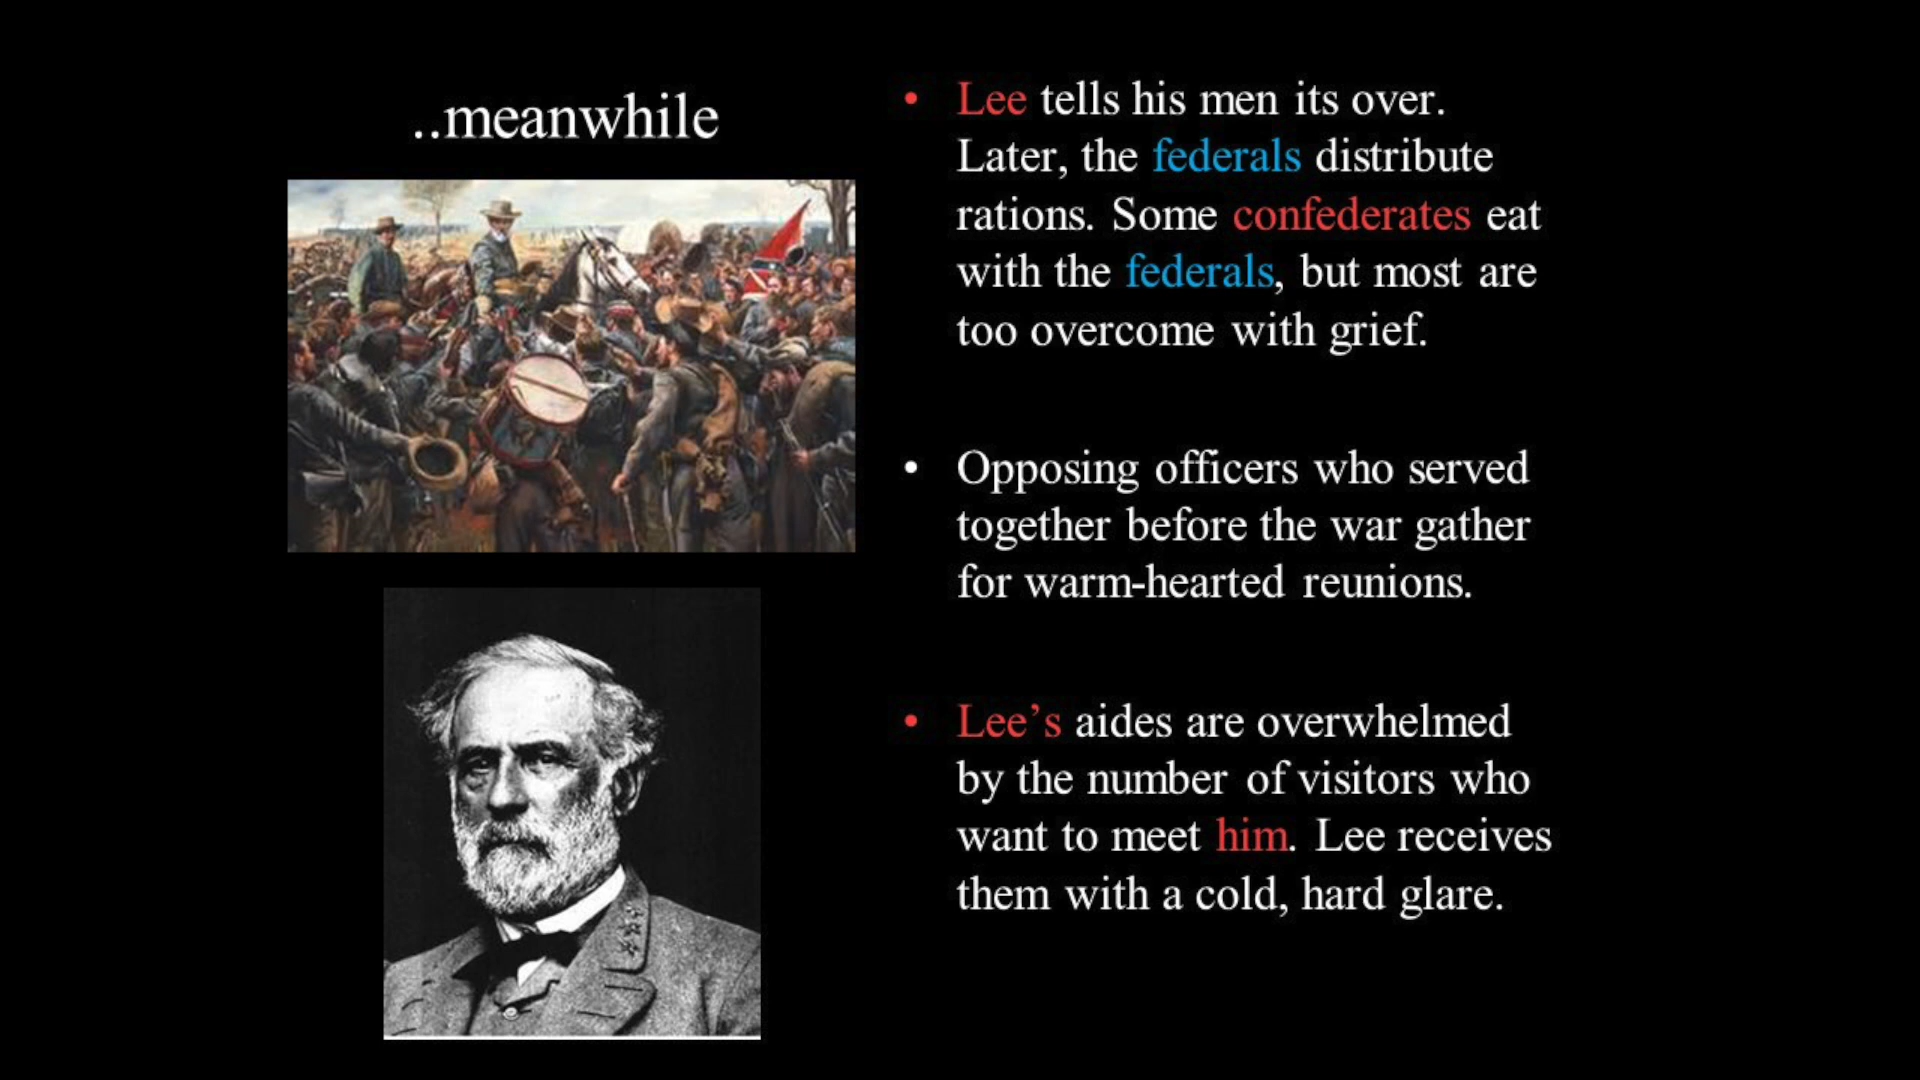 ..meanwhile
• Lee tells his men its over.
Later, the federals distribute
rations. Some confederates eat
with the federals, but most are
too overcome with grief.
• Opposing officers who served
together before the war gather
for warm-hearted reunions.
• Lee’s aides are overwhelmed
by the number of visitors who
want to meet him. Lee receives
them with a cold, hard glare.